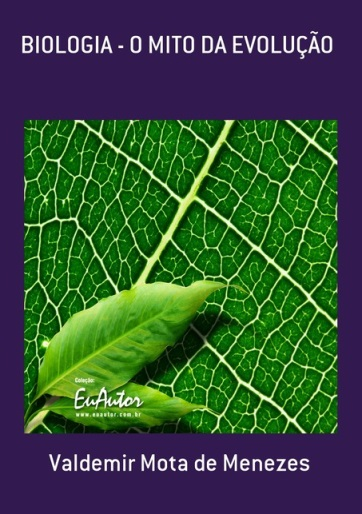 BIOLOGIA - O MITO DA EVOLUÇÃO
Coleção:
EuAutor
www.euautor.com.br
Valdemir Mota de Menezes